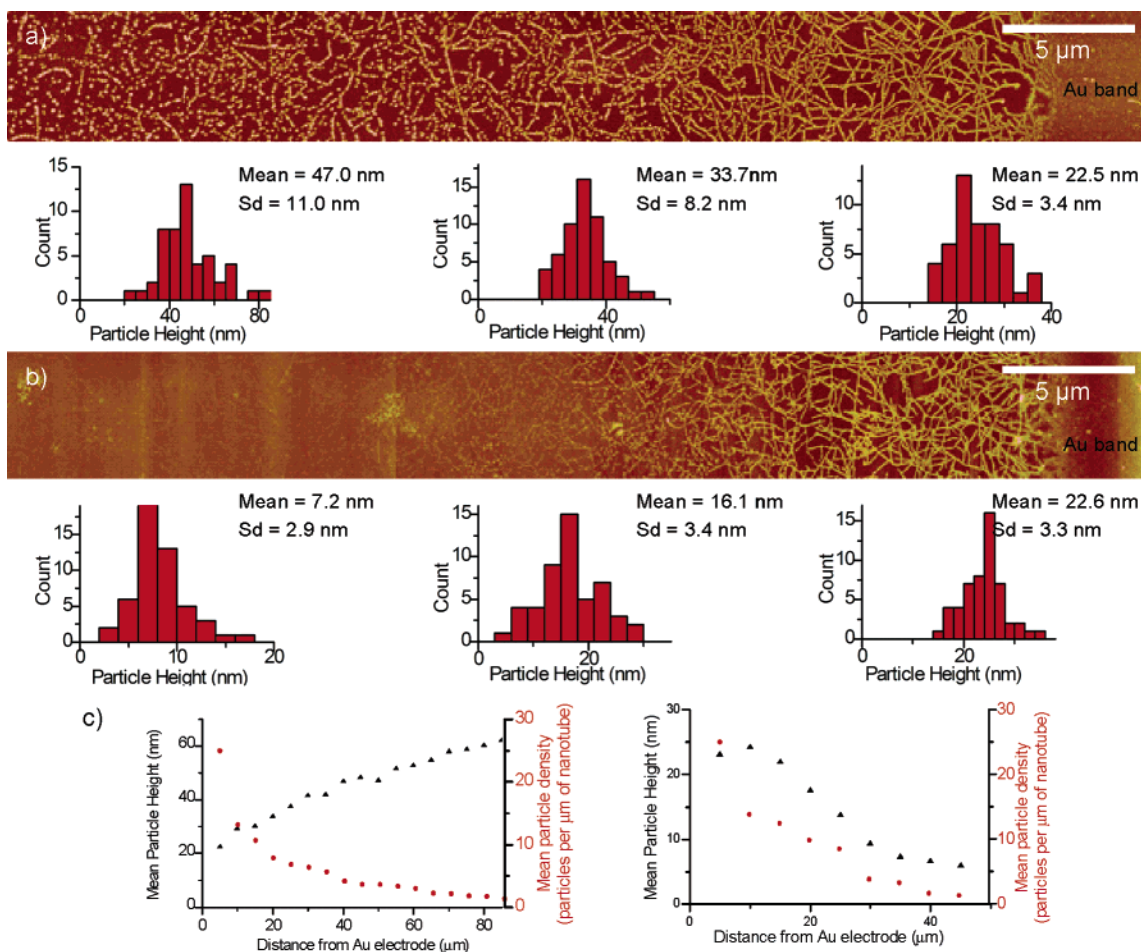 a)
5 µm
Au band
15
10
5
0
Count
0
40
80
Particle Height (nm)
Mean = 47.0 nm
Sd = 11.0 nm
15
10
5
0
Count
0
40
Particle Height (nm)
Mean = 33.7nm
Sd = 8.2 nm
15
10
5
0
Count
0
20
40
Particle Height (nm)
Mean = 22.5 nm
Sd = 3.4 nm
b)
5 µm
Au band
15
10
5
0
Count
0
10
20
Particle Height (nm)
Mean = 7.2 nm
Sd = 2.9 nm
15
10
5
0
Count
0
20
Particle Height (nm)
Mean = 16.1 nm
Sd = 3.4 nm
15
10
5
0
Count
0
20
Particle Height (nm)
Mean = 22.6 nm
Sd = 3.3 nm
c)
Mean Particle Height (nm)
60
40
20
0
0
20
40
60
80
Distance from Au electrode (µm)
30
20
10
0
Mean particle density
(particles per µm of nanotube)
Mean Particle Height (nm)
30
20
10
0
0
20
40
Distance from Au electrode (µm)
30
20
10
0
Mean particle density
(particles per µm of nanotube)